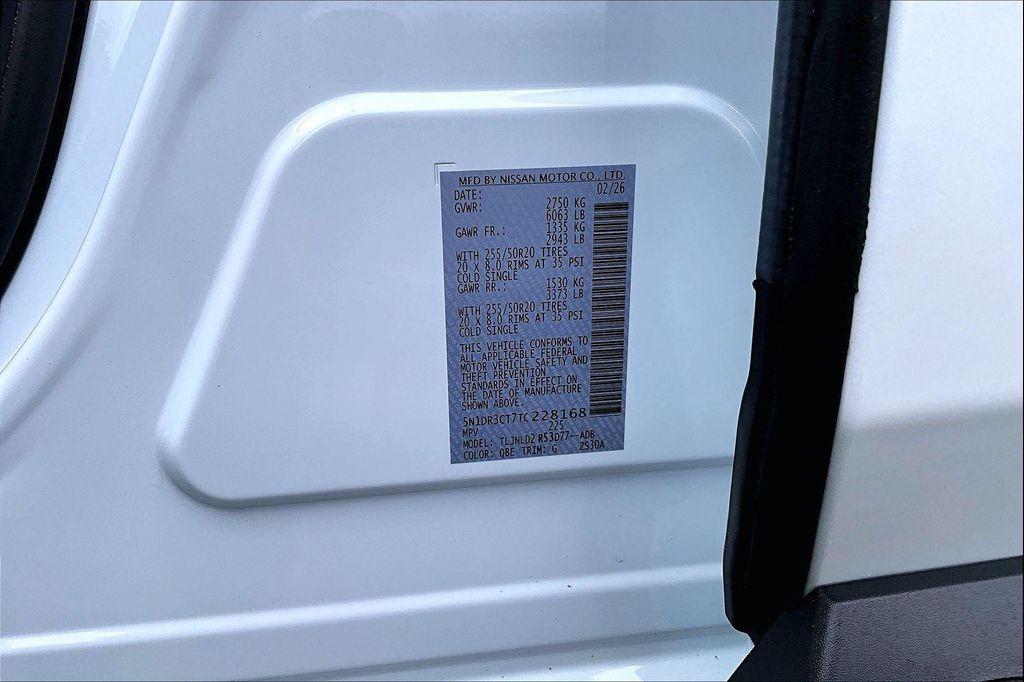 MFD BY NISSAN MOTOR CO., LTD.
DATE: 02/26
GVWR: 2750 KG
6063 LB
GAWR FR.: 1335 KG
2943 LB
WITH 255/50R20 TIRES
20 X 8.0 RIMS AT 35 PSI
COLD SINGLE
GAWR RR.: 1530 KG
3373 LB
WITH 255/50R20 TIRES
20 X 8.0 RIMS AT 35 PSI
COLD SINGLE
THIS VEHICLE CONFORMS TO
ALL APPLICABLE FEDERAL
MOTOR VEHICLE SAFETY AND
THEFT PREVENTION
STANDARDS IN EFFECT ON
THE DATE OF MANUFACTURE
SHOWN ABOVE.
5N1DR3CT7TC228168
MPV 225
MODEL: TLJNLD2 R53D77--ADB
COLOR: QBE TRIM: G ZS30A